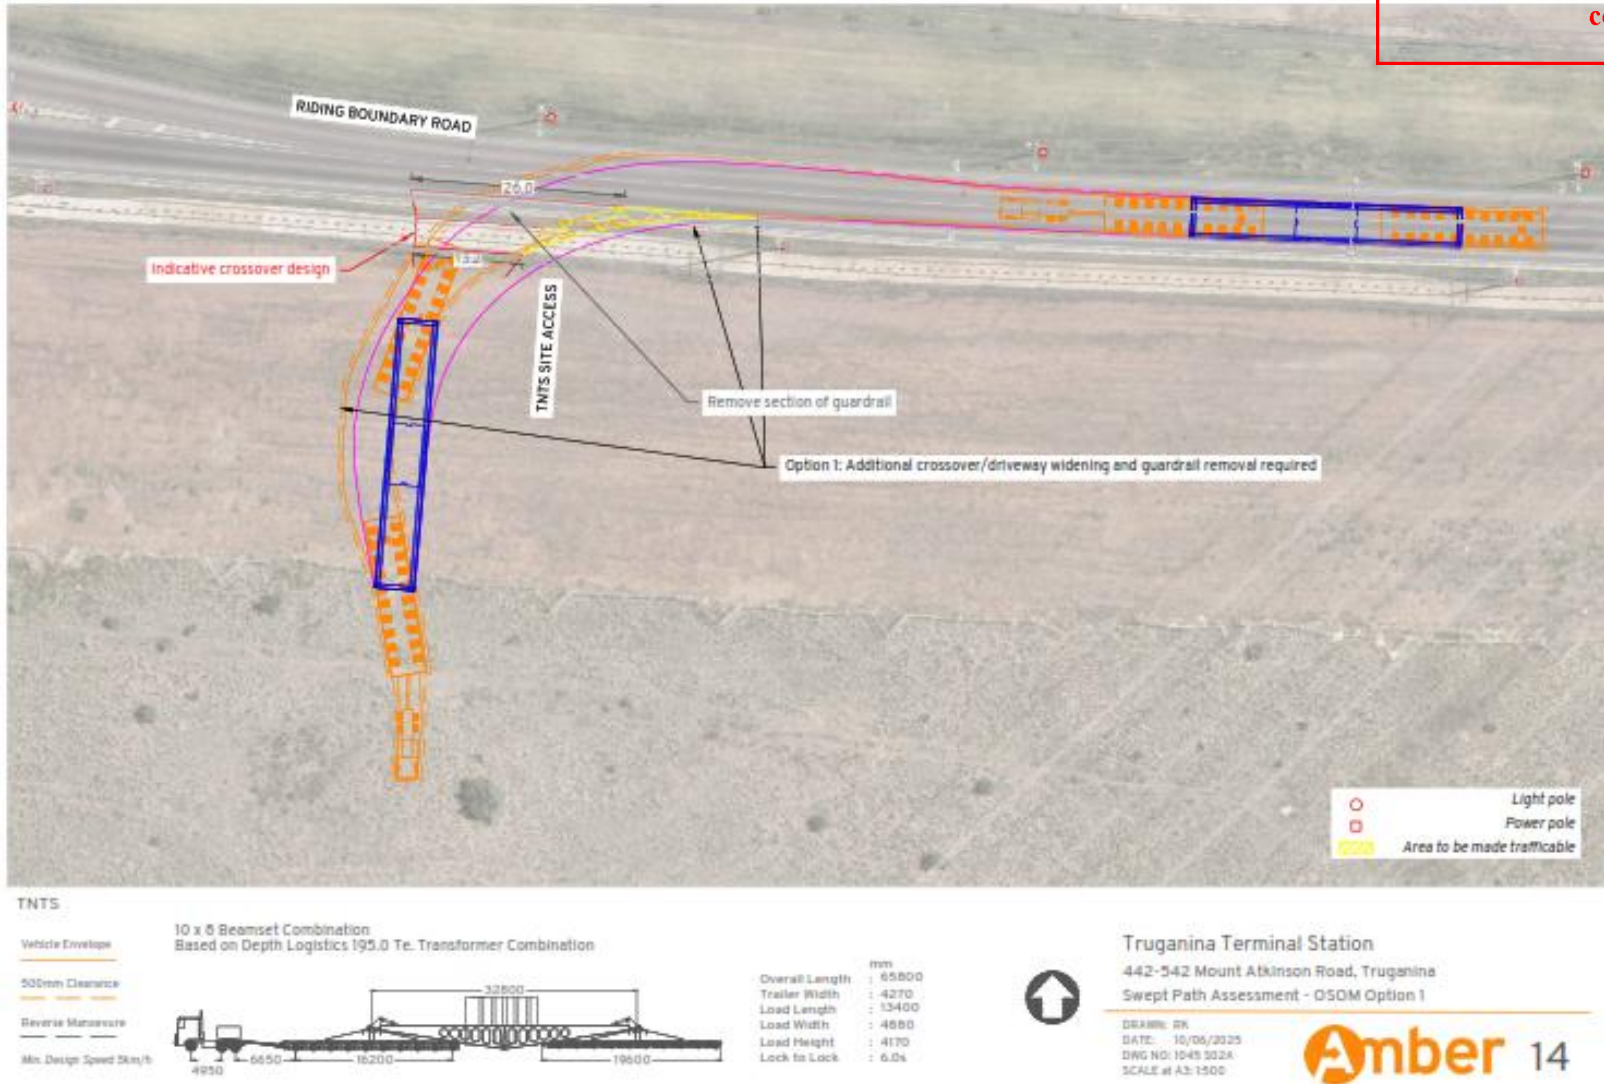 co
RIDING BOUNDARY ROAD
26.0
Indicative crossover design
TNTS SITE ACCESS
Remove section of guardrail
Option 1: Additional crossover/driveway widening and guardrail removal required
Light pole
Power pole
Area to be made trafficable
TNTS
Vehicle Envelope
500mm Clearance
Reverse Manoeuvre
Min. Design Speed 5km/h
10 x 8 Beamset Combination
Based on Depth Logistics 195.0 Te. Transformer Combination
32800
4950
6650
16200
19600
mm
Overall Length : 65800
Trailer Width : 4270
Load Length : 13400
Load Width : 4880
Load Height : 4170
Lock to Lock : 6.0s
Truganina Terminal Station
442-542 Mount Atkinson Road, Truganina
Swept Path Assessment - OSOM Option 1
DRAWN: RK
DATE: 10/06/2025
DWG NO: 1045 S02A
SCALE at A3: 1:500
Amber
14